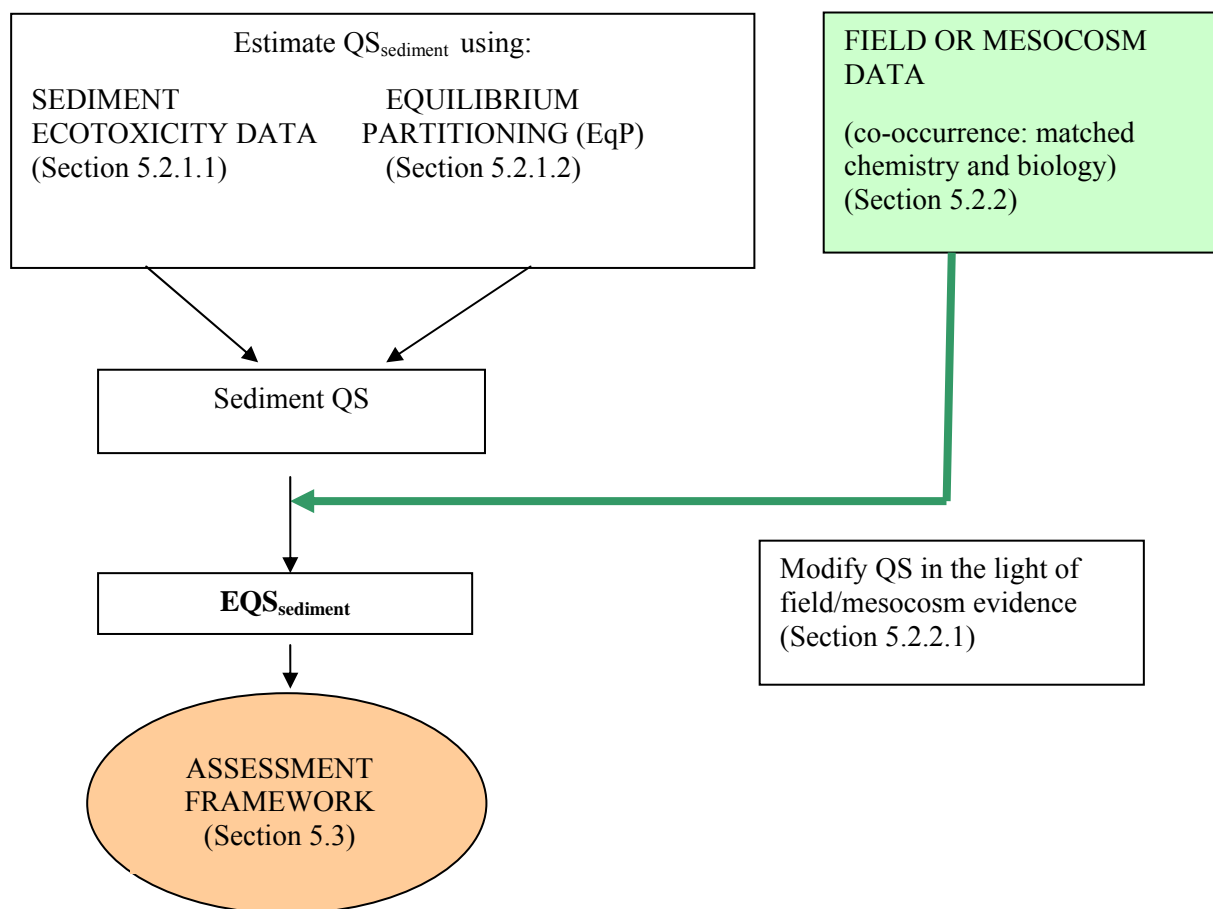 Estimate QSsediment using:
SEDIMENT
ECOTOXICITY DATA
(Section 5.2.1.1)
EQUILIBRIUM
PARTITIONING (EqP)
(Section 5.2.1.2)
FIELD OR MESOCOSM
DATA
(co-occurrence: matched
chemistry and biology)
(Section 5.2.2)
Sediment QS
Modify QS in the light of
field/mesocosm evidence
(Section 5.2.2.1)
EQSsediment
ASSESSMENT
FRAMEWORK
(Section 5.3)